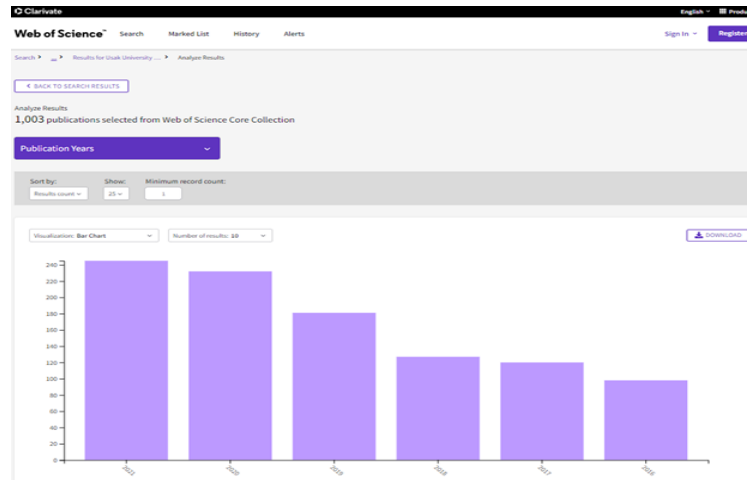 Clarivate
English
Produ
Web of Science™
Search
Marked List
History
Alerts
Sign In
Register
Search > ... > Results for Usak University ... > Analyze Results
< BACK TO SEARCH RESULTS
Analyze Results
1,003 publications selected from Web of Science Core Collection
Publication Years
Sort by:
Show:
Minimum record count:
Results count
25
1
Visualization: Bar Chart
Number of results: 10
DOWNLOAD
240
220
200
180
160
140
120
100
80
60
40
20
0
2021
2020
2019
2018
2017
2016